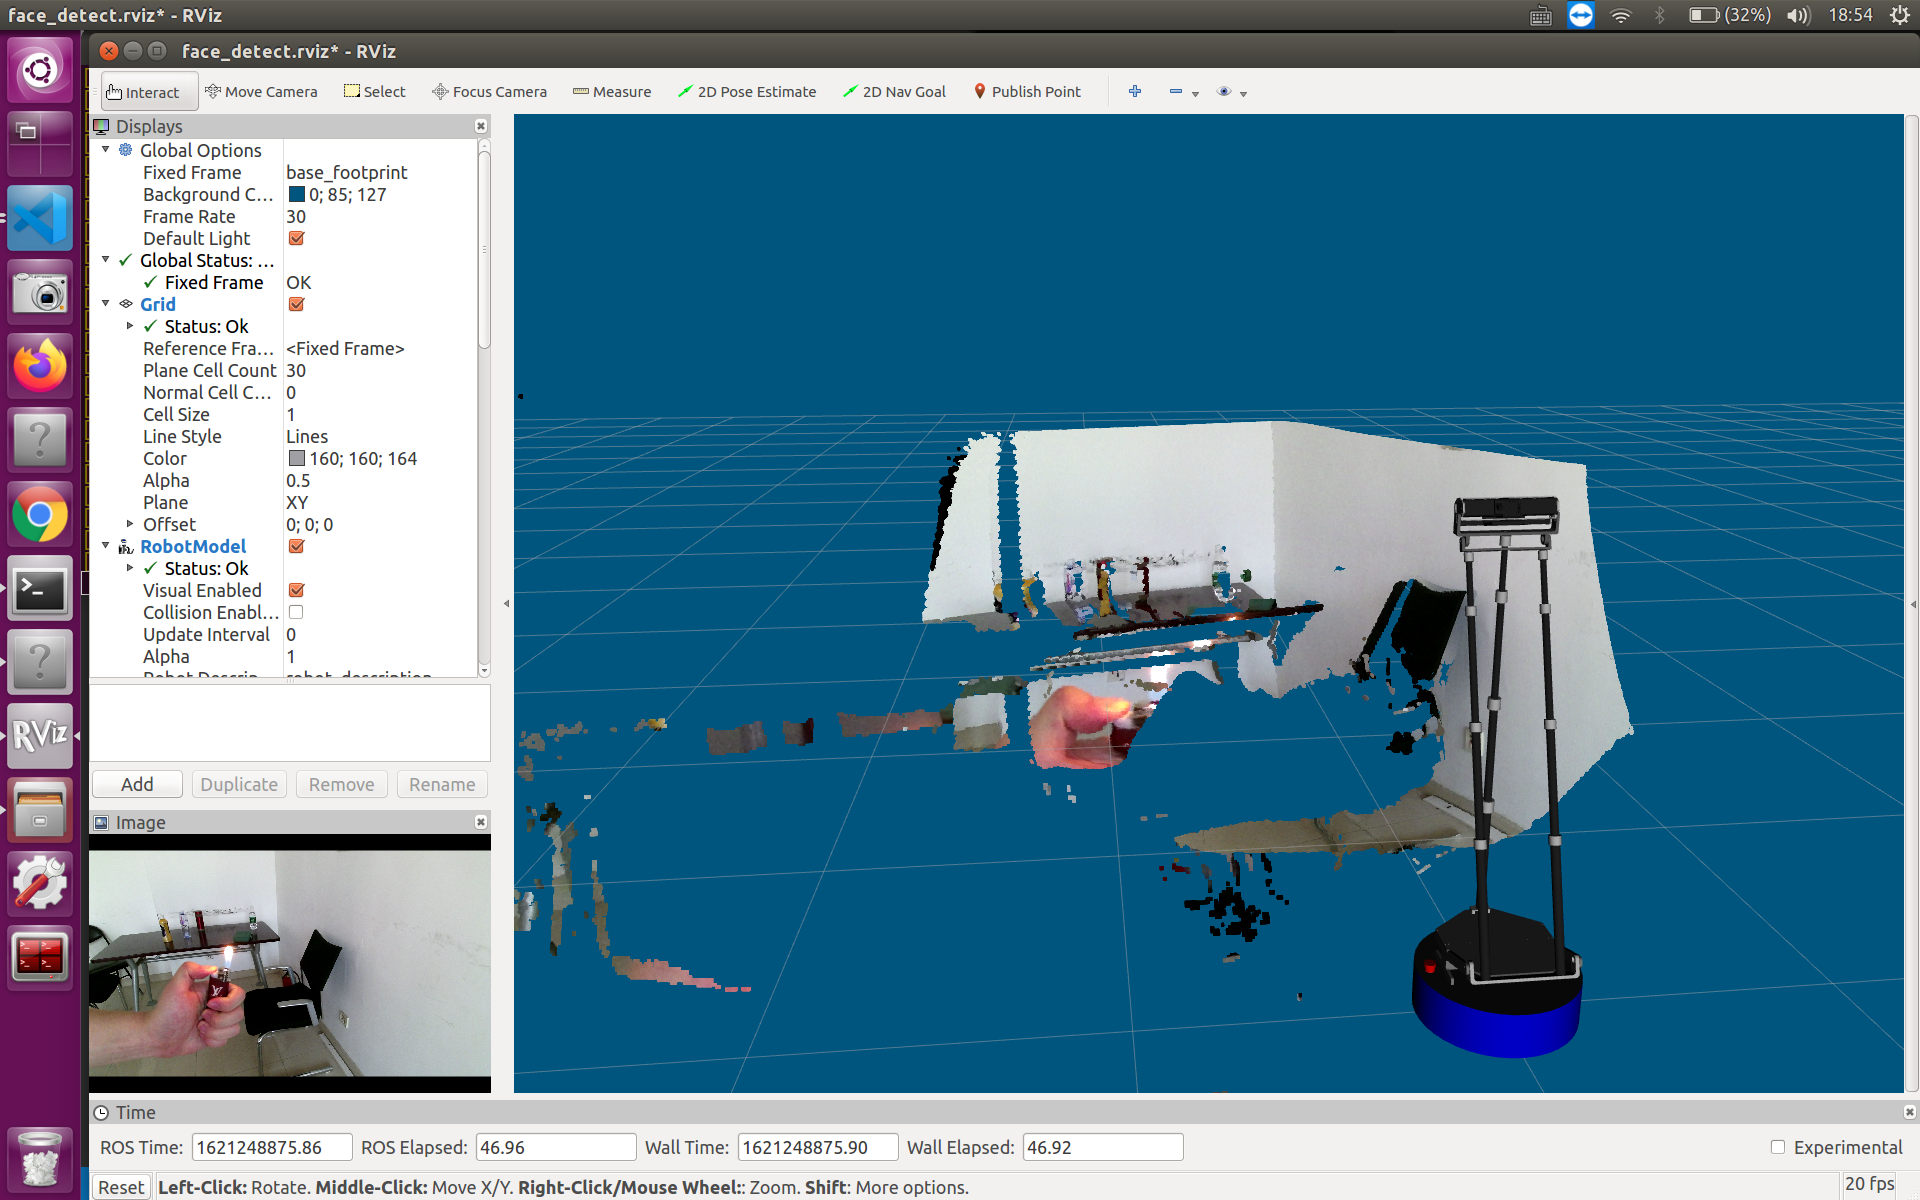 face_detect.rviz* - RViz
(32%) 18:54
face_detect.rviz* - RViz
Interact Move Camera Select Focus Camera Measure 2D Pose Estimate 2D Nav Goal Publish Point
Displays
Global Options
Fixed Frame base_footprint
Background C... 0; 85; 127
Frame Rate 30
Default Light
Global Status: ...
Fixed Frame OK
Grid
Status: Ok
Reference Fra... <Fixed Frame>
Plane Cell Count 30
Normal Cell C... 0
Cell Size 1
Line Style Lines
Color 160; 160; 164
Alpha 0.5
Plane XY
Offset 0; 0; 0
RobotModel
Status: Ok
Visual Enabled
Collision Enabl...
Update Interval 0
Alpha 1
Robot Descrip... robot_description
RViz
Add Duplicate Remove Rename
Image
Time
ROS Time: 1621248875.86 ROS Elapsed: 46.96 Wall Time: 1621248875.90 Wall Elapsed: 46.92 Experimental
Reset Left-Click: Rotate. Middle-Click: Move X/Y. Right-Click/Mouse Wheel:: Zoom. Shift: More options. 20 fps